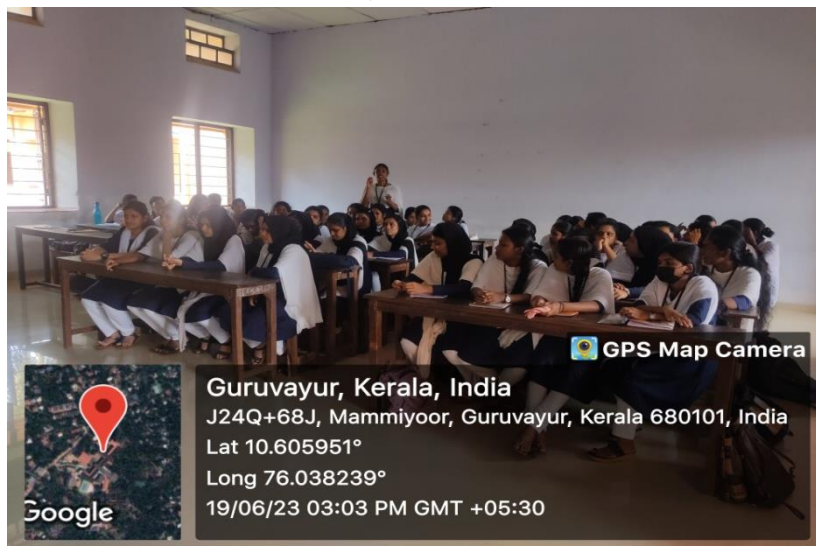 GPS Map Camera
Guruvayur, Kerala, India
J24Q+68J, Mammiyoor, Guruvayur, Kerala 680101, India
Lat 10.605951°
Long 76.038239°
19/06/23 03:03 PM GMT +05:30
Google